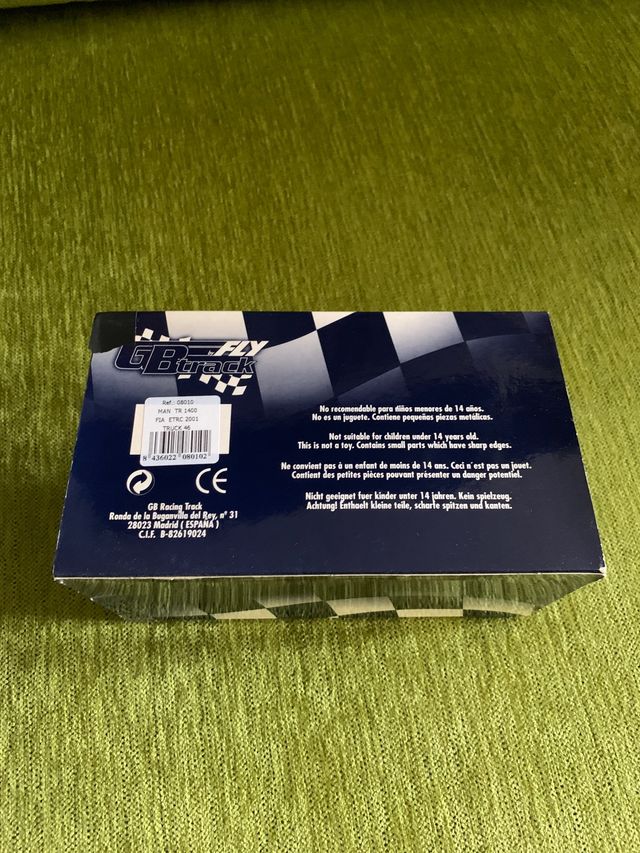 FLY
GB track
Ref.: 08010
MAN TR 1400
FIA ETRC 2001
TRUCK 46
8 436022 080102
CE
GB Racing Track
Ronda de la Buganvilla del Rey, nº 31
28023 Madrid ( ESPAÑA )
C.I.F. B-82619024
No recomendable para niños menores de 14 años.
No es un juguete. Contiene pequeñas piezas metálicas.
Not suitable for children under 14 years old.
This is not a toy. Contains small parts which have sharp edges.
Ne convient pas à un enfant de moins de 14 ans. Ceci n´est pas un jouet.
Contient des petites pièces pouvant présenter un danger potentiel.
Nicht geeignet fuer kinder unter 14 jahren. Kein spielzeug.
Achtung! Enthaelt kleine teile, scharfe spitzen und kanten.